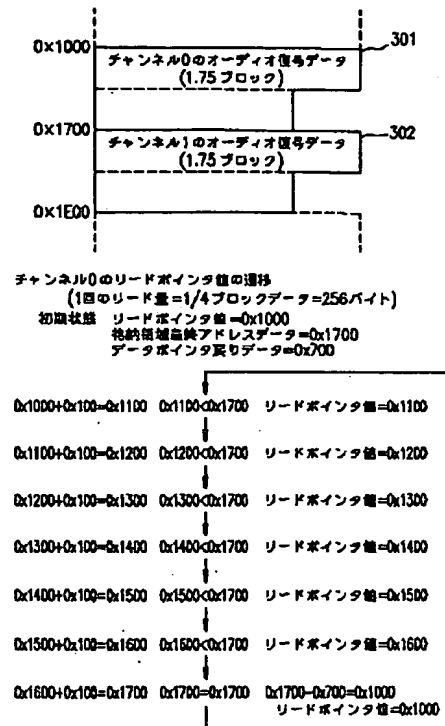 0×1000
301
チャンネル0のオーディオ復号データ
(1.75 ブロック)
0×1700
302
チャンネル1のオーディオ復号データ
(1.75 ブロック)
0×1E00
チャンネル0のリードポインタ値の遷移
(1回のリード量=1/4ブロックデータ=256バイト)
初期状態 リードポインタ値=0x1000
格納領域最終アドレスデータ=0x1700
データポインタ戻りデータ=0x700
0x1000+0x100=0x1100 0x1100<0x1700 リードポインタ値=0x1100
0x1100+0x100=0x1200 0x1200<0x1700 リードポインタ値=0x1200
0x1200+0x100=0x1300 0x1300<0x1700 リードポインタ値=0x1300
0x1300+0x100=0x1400 0x1400<0x1700 リードポインタ値=0x1400
0x1400+0x100=0x1500 0x1500<0x1700 リードポインタ値=0x1500
0x1500+0x100=0x1600 0x1600<0x1700 リードポインタ値=0x1600
0x1600+0x100=0x1700 0x1700=0x1700 0x1700-0x700=0x1000
リードポインタ値=0x1000